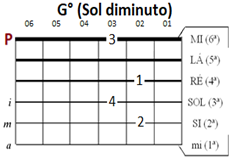 G° (Sol diminuto)
06 05 04 03 02 01
P 3 MI (6ª)
LÁ (5ª)
1 RÉ (4ª)
i 4 SOL (3ª)
m 2 SI (2ª)
a mi (1ª)